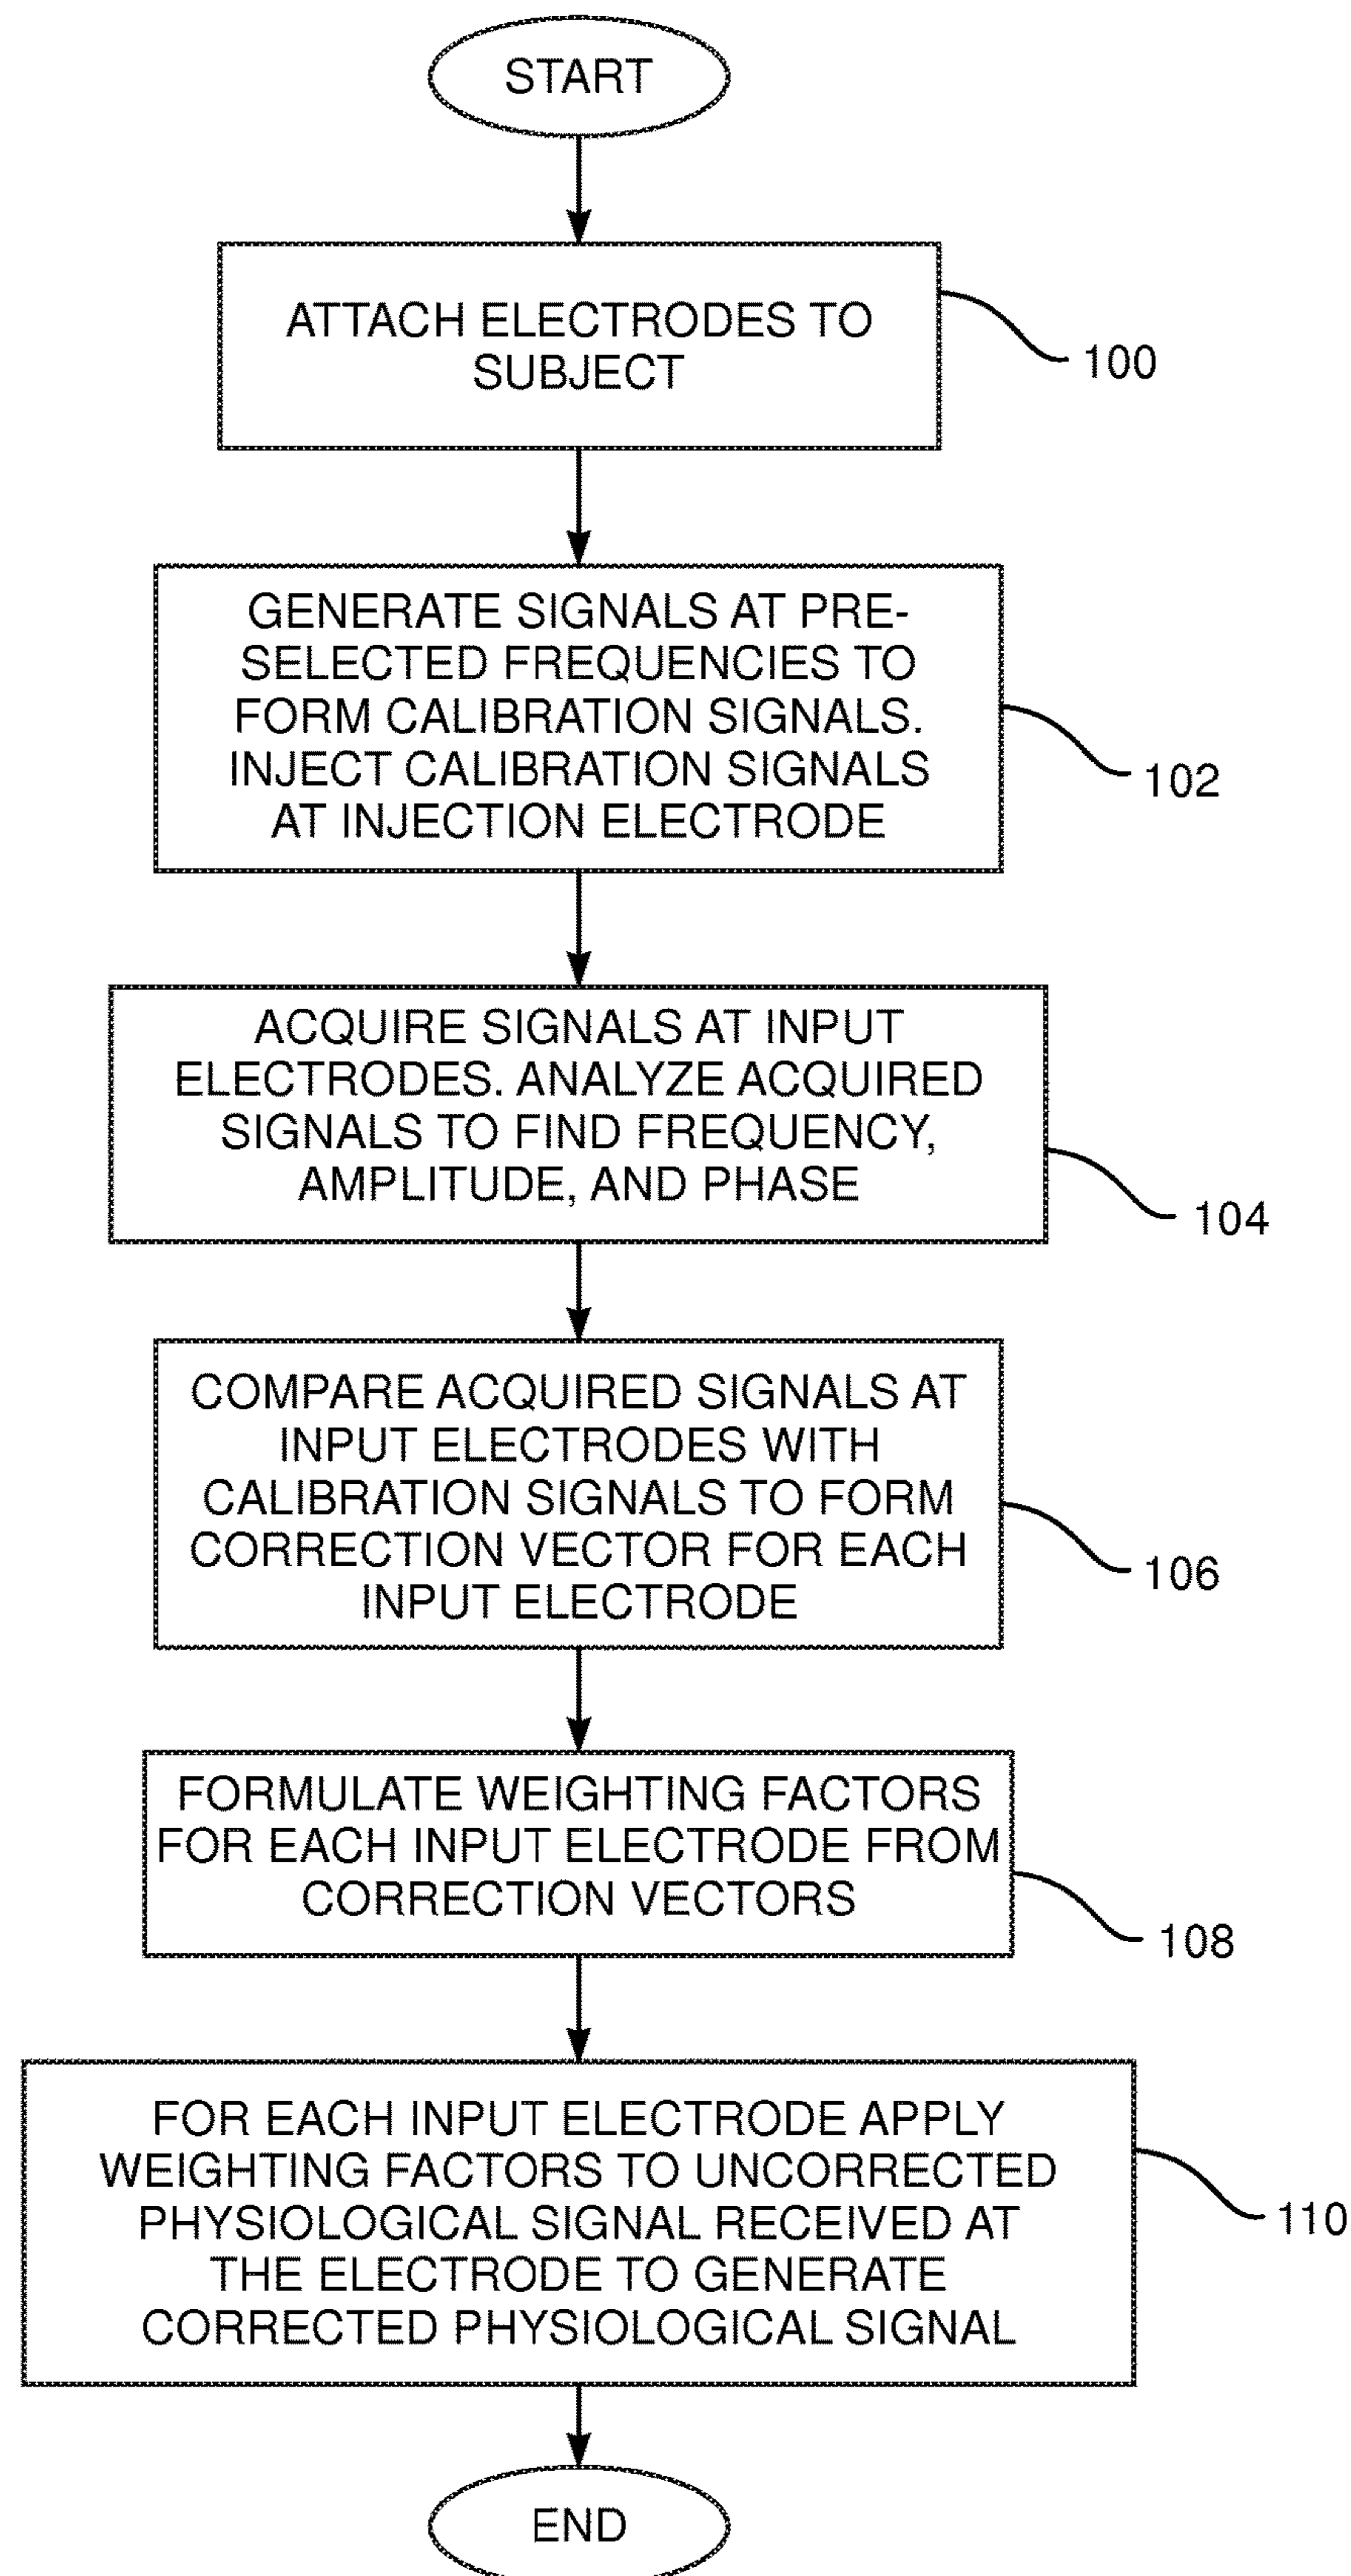 START
ATTACH ELECTRODES TO
SUBJECT
100
GENERATE SIGNALS AT PRE-
SELECTED FREQUENCIES TO
FORM CALIBRATION SIGNALS.
INJECT CALIBRATION SIGNALS
AT INJECTION ELECTRODE
102
ACQUIRE SIGNALS AT INPUT
ELECTRODES. ANALYZE ACQUIRED
SIGNALS TO FIND FREQUENCY,
AMPLITUDE, AND PHASE
104
COMPARE ACQUIRED SIGNALS AT
INPUT ELECTRODES WITH
CALIBRATION SIGNALS TO FORM
CORRECTION VECTOR FOR EACH
INPUT ELECTRODE
106
FORMULATE WEIGHTING FACTORS
FOR EACH INPUT ELECTRODE FROM
CORRECTION VECTORS
108
FOR EACH INPUT ELECTRODE APPLY
WEIGHTING FACTORS TO UNCORRECTED
PHYSIOLOGICAL SIGNAL RECEIVED AT
THE ELECTRODE TO GENERATE
CORRECTED PHYSIOLOGICAL SIGNAL
110
END